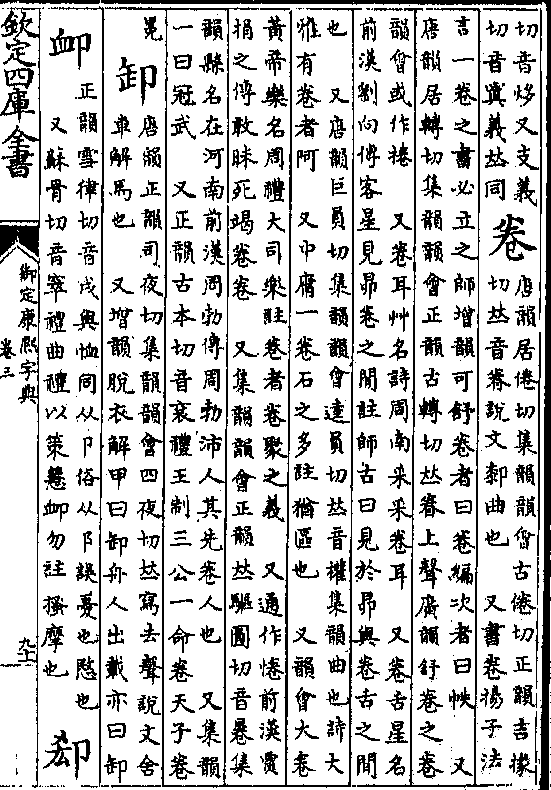 切音姼又支義
切音寘義𠀤同
卷
唐韻居倦切集韻韻會古倦切正韻吉㨾
切𠀤音眷說文䣛曲也　又書卷揚子法
言一卷之書必立之師增韻可舒卷者曰卷編次者曰帙　又
唐韻居轉切集韻韻會正韻古轉切𠀤眷上聲廣韻舒卷之卷
韻會或作捲　又卷耳艸名詩周南采采卷耳　又卷舌星名
前漢劉向傳客星見昴卷之閒註師古曰見於昴與卷舌之閒
也　又唐韻巨員切集韻韻會逵員切𠀤音權集韻曲也詩大
雅有卷者阿　又中庸一卷石之多註猶區也　又韻會大卷
黃帝樂名周禮大司樂註卷者卷聚之義　又通作惓前漢賈
捐之傳敢昧死竭卷卷　又集韻韻會正韻𠀤驅圓切音棬集
韻縣名在河南前漢周勃傳周勃沛人其先卷人也　又集韻
一曰冠武　又正韻古本切音袞禮王制三公一命卷天子卷
冕
卸
唐韻正韻司夜切集韻韻會四夜切𠀤寫去聲說文舍
車解馬也　又增韻脫衣解甲曰卸舟人出載亦曰卸
卹
正韻雪律切音戌與恤同从卩俗从阝誤憂也愍也
又蘇骨切音窣禮曲禮以策彗卹勿註搔摩也
欽定四庫全書
御定康熙字典
卷三
九十